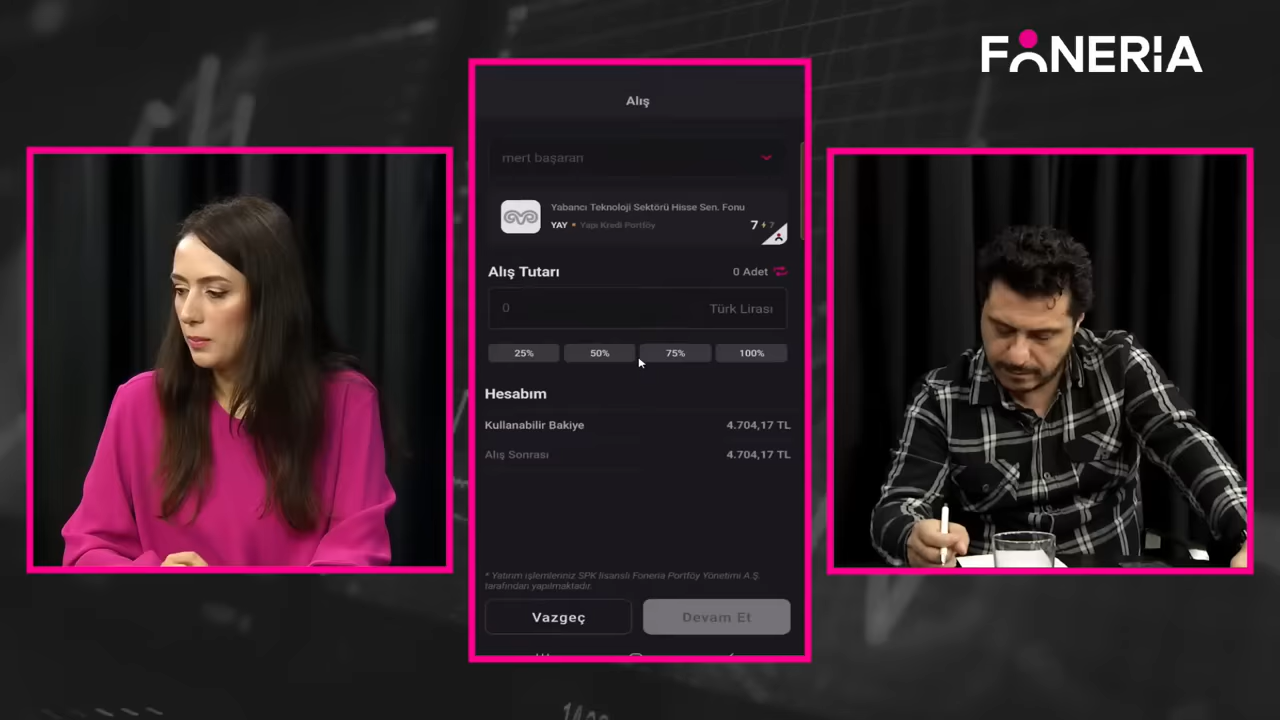 FONERIA
Alış
mert başaran
Yabancı Teknoloji Sektörü Hisse Sen. Fonu
YAY • Yapı Kredi Portföy
7 7
Alış Tutarı
0 Adet
0
Türk Lirası
25%
50%
75%
100%
Hesabım
Kullanabilir Bakiye
4.704,17 TL
Alış Sonrası
4.704,17 TL
* Yatırım işlemleriniz SPK lisanslı Foneria Portföy Yönetimi A.Ş.
tarafından yapılmaktadır.
Vazgeç
Devam Et